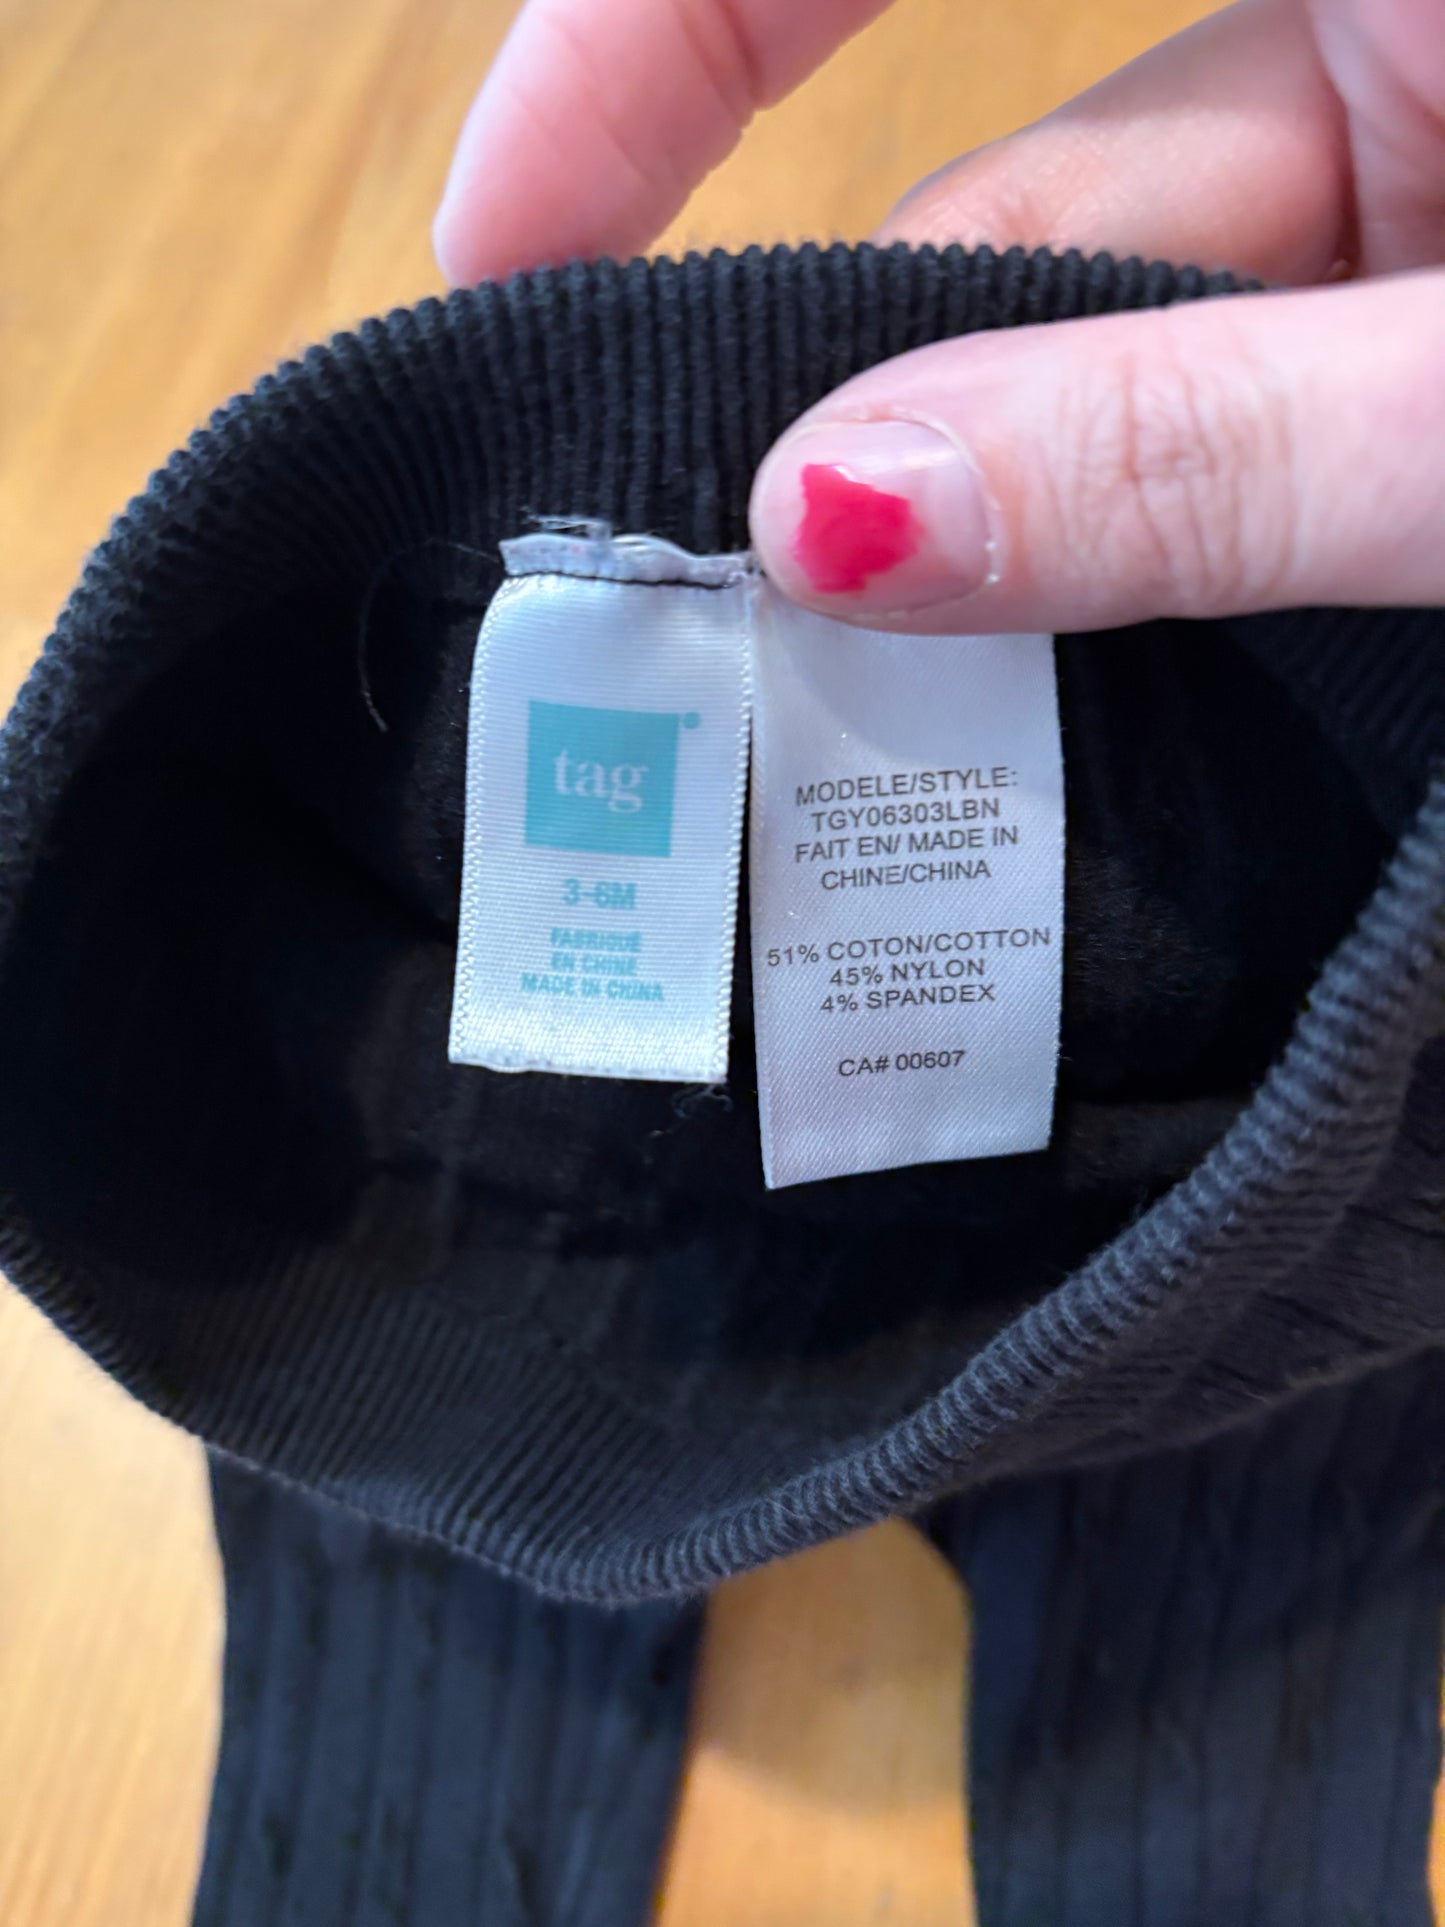 tag
3-6M
FABRIQUÉ
EN CHINE
MADE IN CHINA
MODELE/STYLE:
TGY06303LBN
FAIT EN/ MADE IN
CHINE/CHINA
51% COTON/COTTON
45% NYLON
4% SPANDEX
CA# 00607